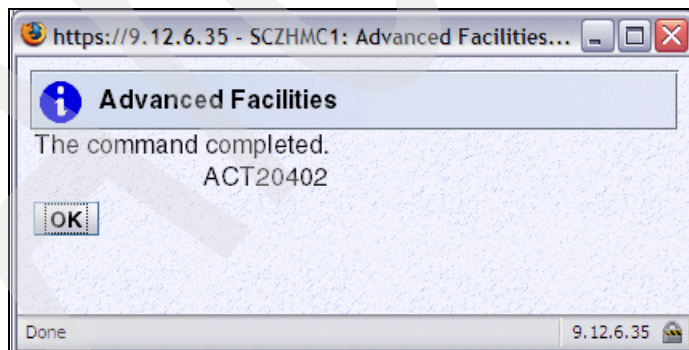 https://9.12.6.35 - SCZHMC1: Advanced Facilities...
Advanced Facilities
The command completed.
ACT20402
OK
Done
9.12.6.35